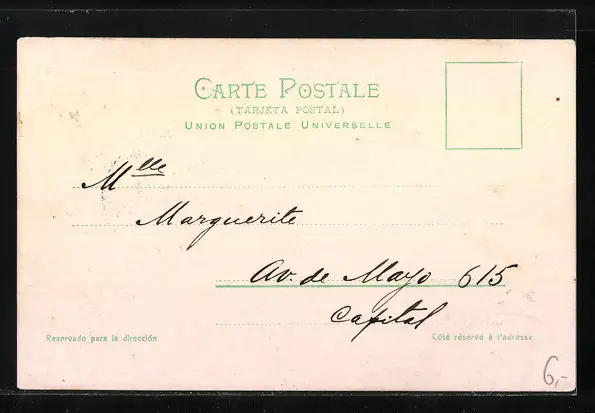 CARTE POSTALE
(TARJETA POSTAL)
UNION POSTALE UNIVERSELLE
Mlle
Marguerite
Av. de Mayo 615
Capital
Reservado para la dirección
Côté réservé à l'adresse
6,-